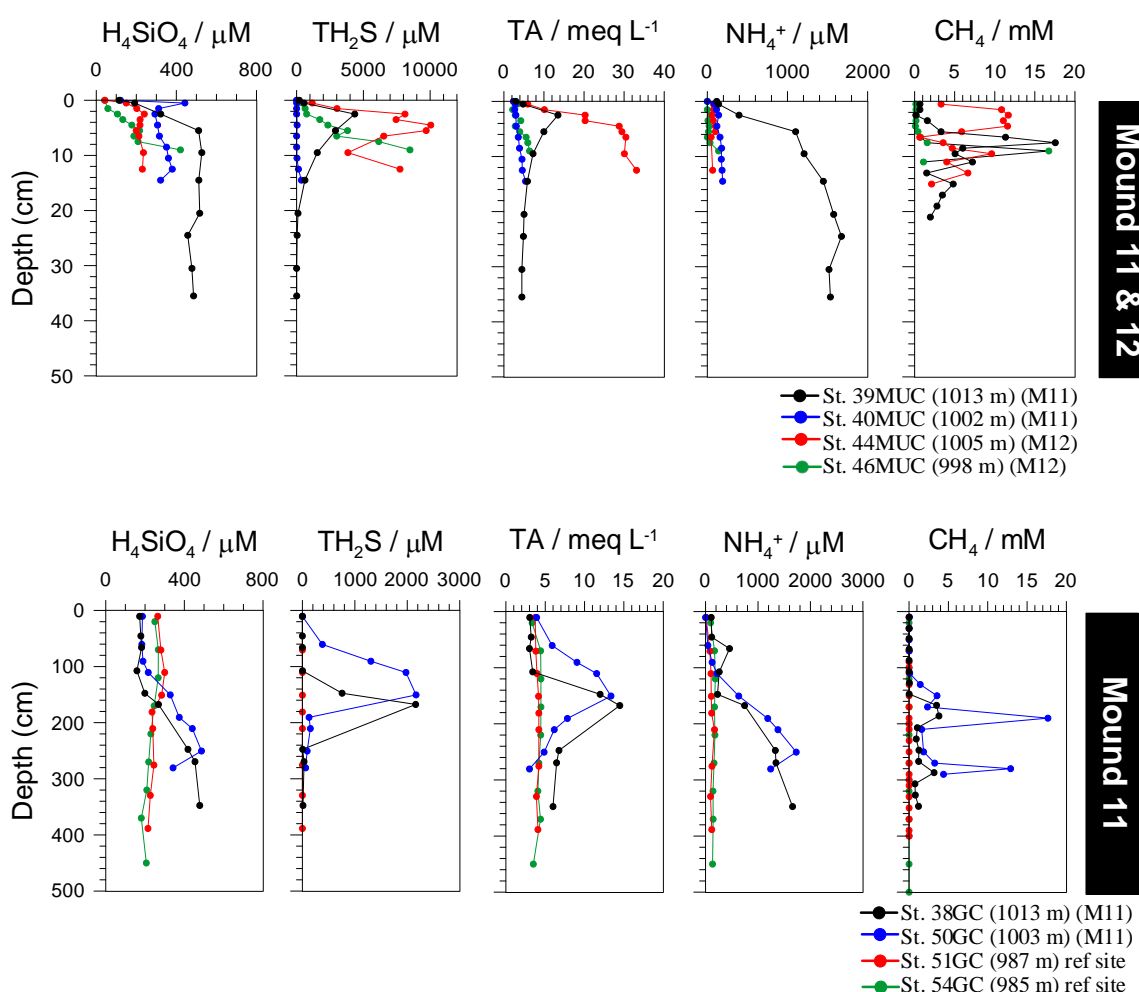 H₄SiO₄ / μM TH₂S / μM TA / meq L⁻¹ NH₄⁺ / μM CH₄ / mM
0 400 800 0 5000 10000 0 10 20 30 40 0 1000 0 5 10 15 20
0
10
20
30
40
50
Depth (cm)
Mound 11 & 12
St. 39MUC (1013 m) (M11)
St. 40MUC (1002 m) (M11)
St. 44MUC (1005 m) (M12)
St. 46MUC (998 m) (M12)
H₄SiO₄ / μM TH₂S / μM TA / meq L⁻¹ NH₄⁺ / μM CH₄ / mM
0 400 800 0 1000 2000 3000 0 5 10 15 20 0 1000 2000 3000 0 5 10 15 20
0
100
200
300
400
500
Depth (cm)
Mound 11
St. 38GC (1013 m) (M11)
St. 50GC (1003 m) (M11)
St. 51GC (987 m) ref site
St. 54GC (985 m) ref site